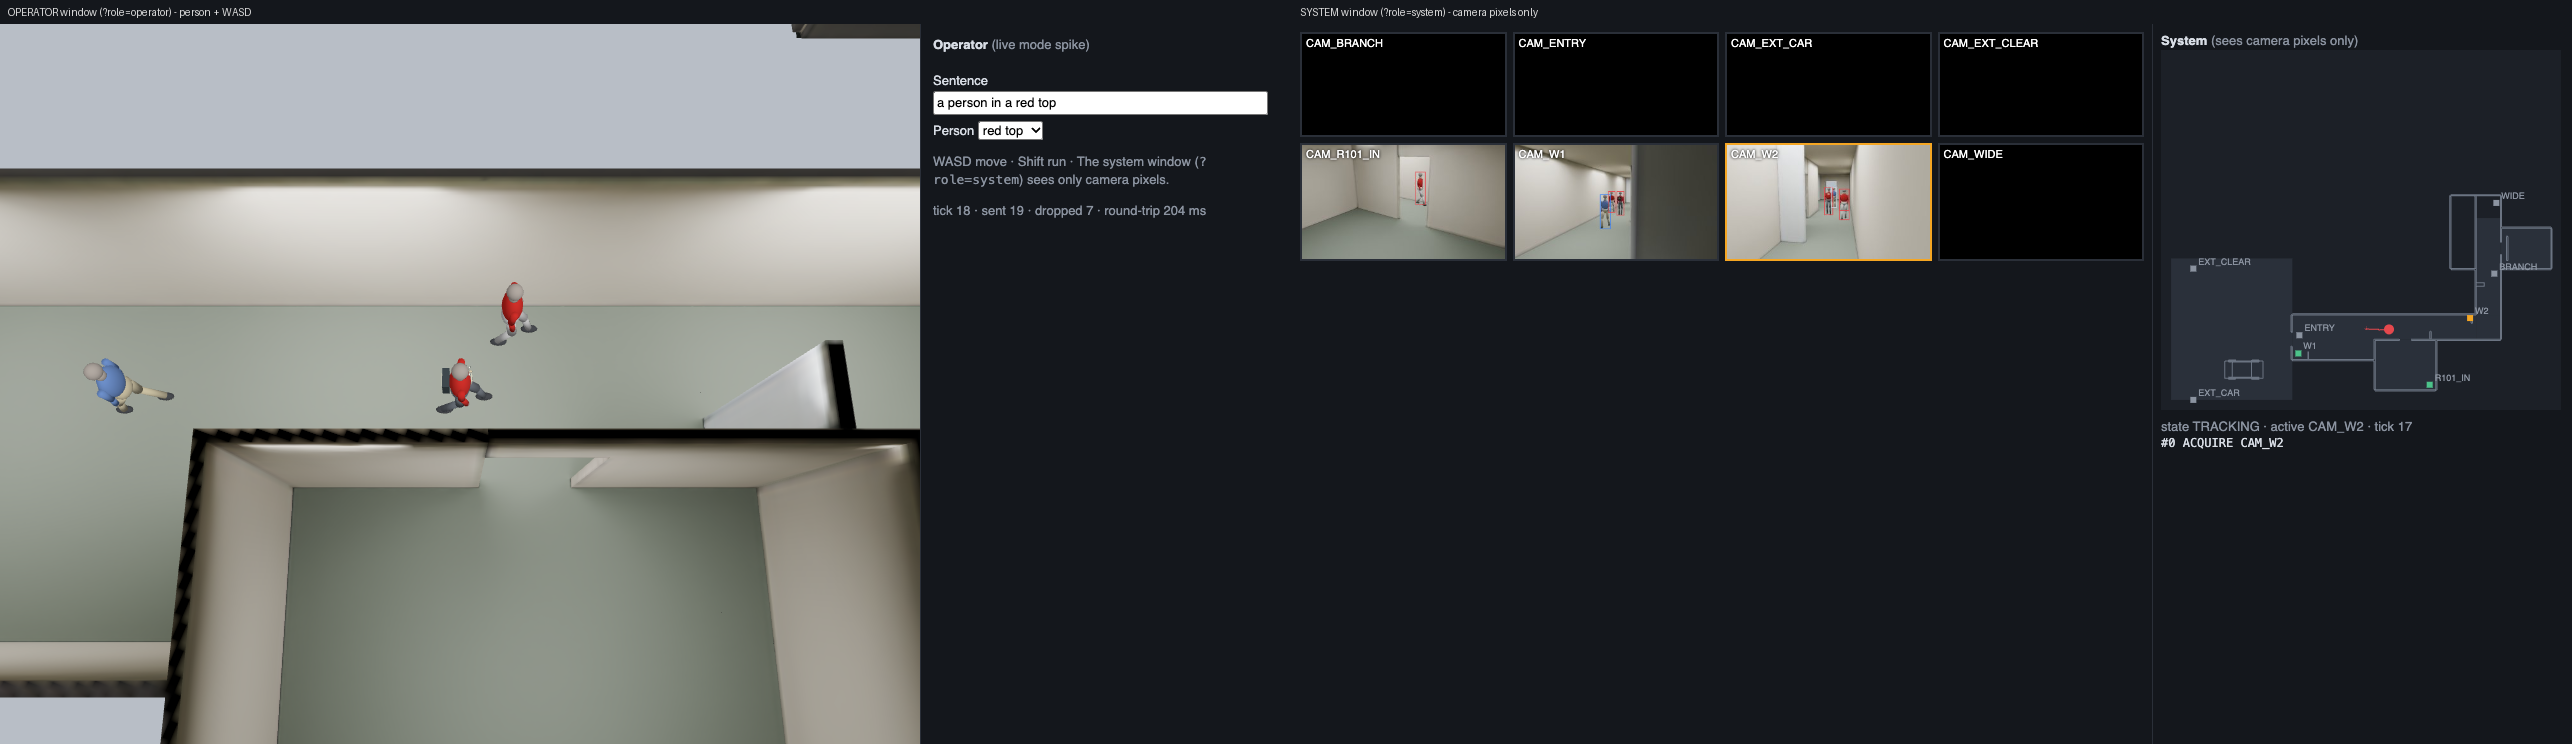 OPERATOR window (?role=operator) - person + WASD
Operator (live mode spike)
Sentence
a person in a red top
Person red top
WASD move · Shift run · The system window (?
role=system) sees only camera pixels.
tick 18 · sent 19 · dropped 7 · round-trip 204 ms
SYSTEM window (?role=system) - camera pixels only
CAM_BRANCH
CAM_ENTRY
CAM_EXT_CAR
CAM_EXT_CLEAR
CAM_R101_IN
CAM_W1
CAM_W2
CAM_WIDE
System (sees camera pixels only)
WIDE
EXT_CLEAR
BRANCH
W2
ENTRY
W1
R101_IN
EXT_CAR
state TRACKING · active CAM_W2 · tick 17
#0 ACQUIRE CAM_W2